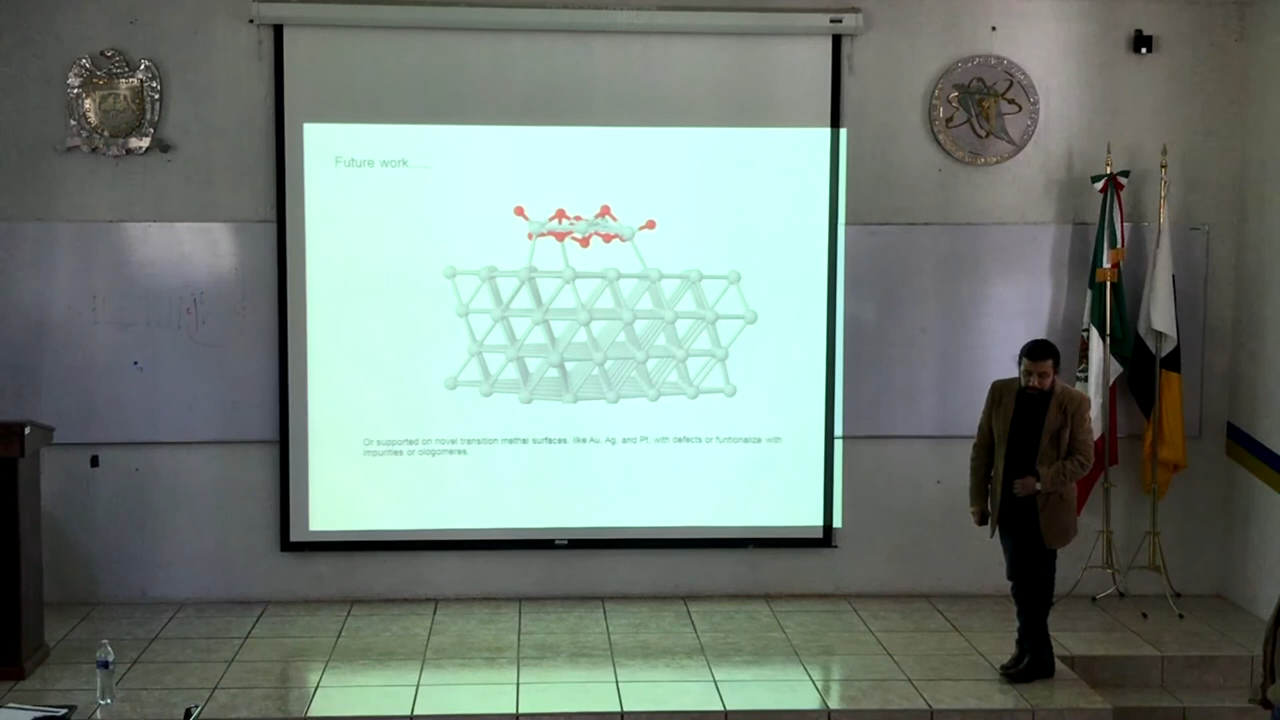 Future work......
Or supported on novel transition methal surfaces, like Au, Ag, and Pt, with defects or funtionalize with
impurities or ologomeres.